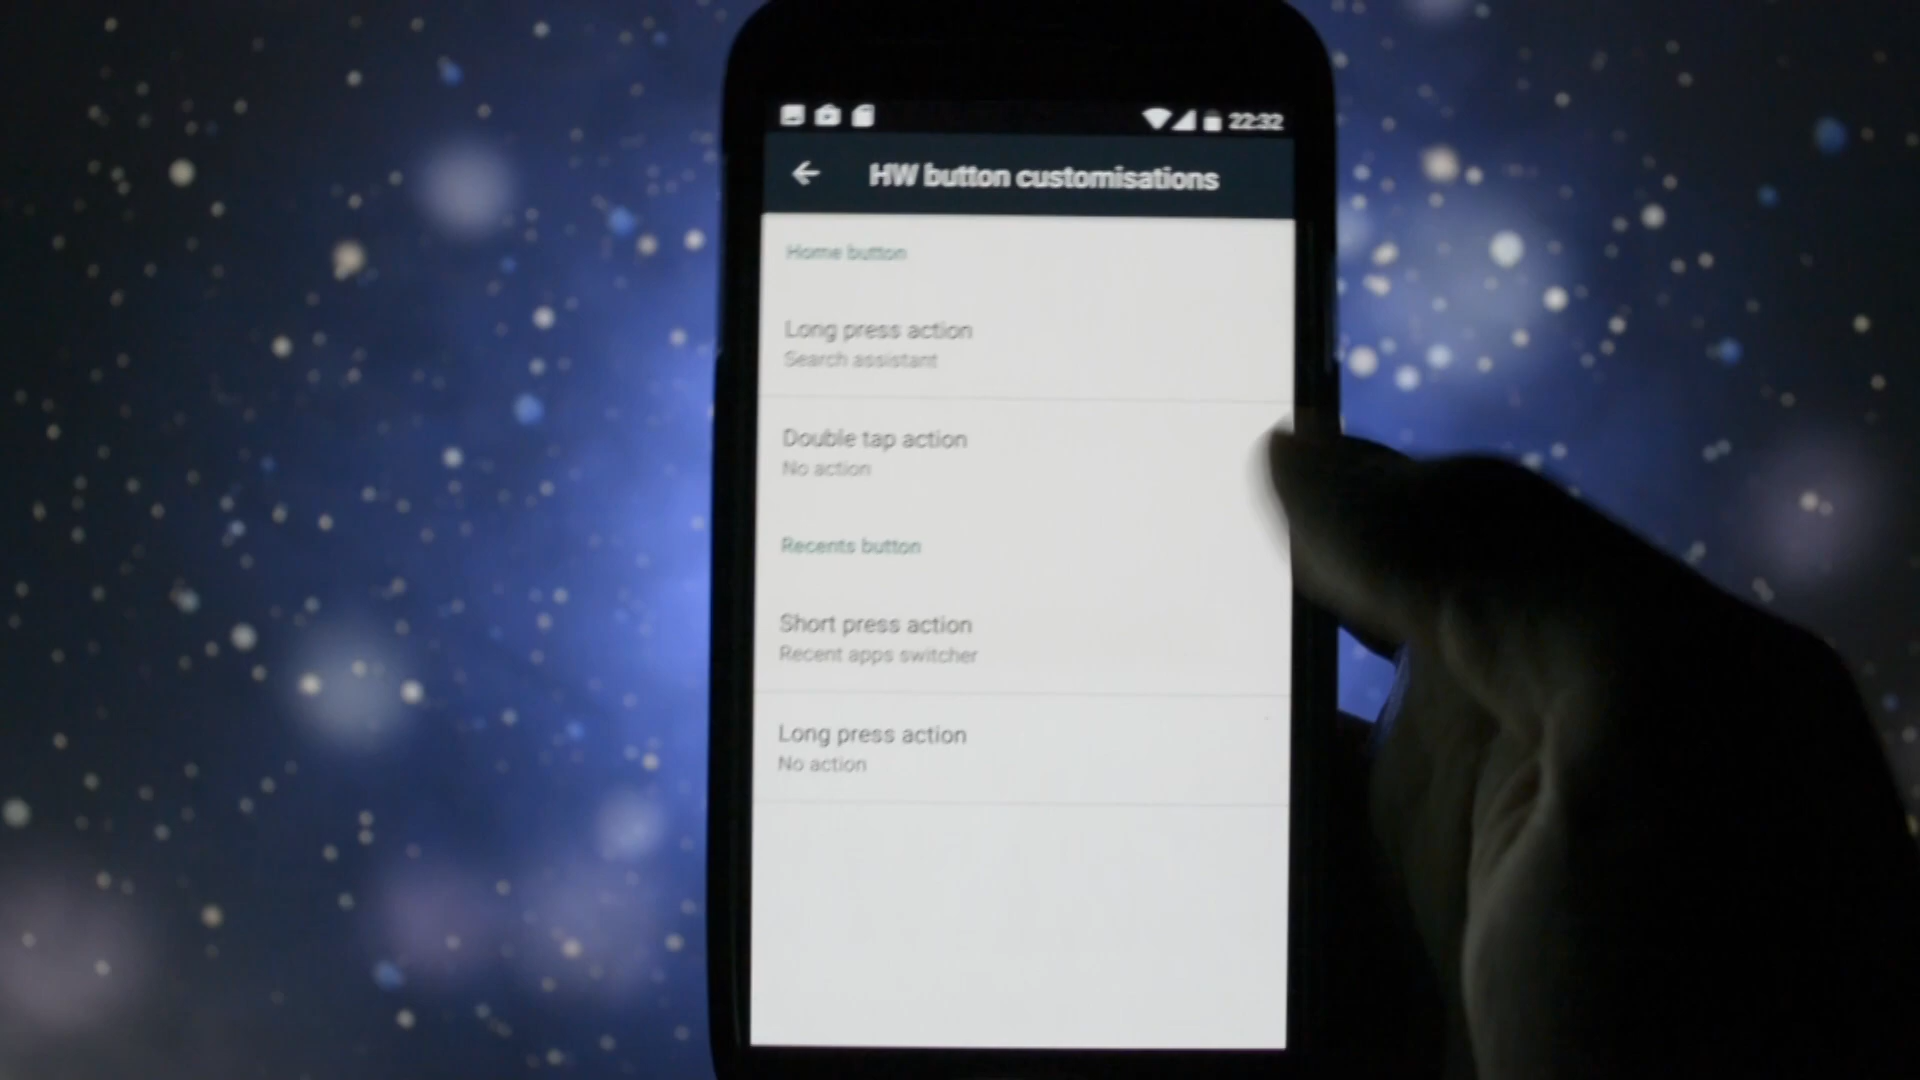 22:32
HW button customisations
Home button
Long press action
Search assistant
Double tap action
No action
Recents button
Short press action
Recent apps switcher
Long press action
No action